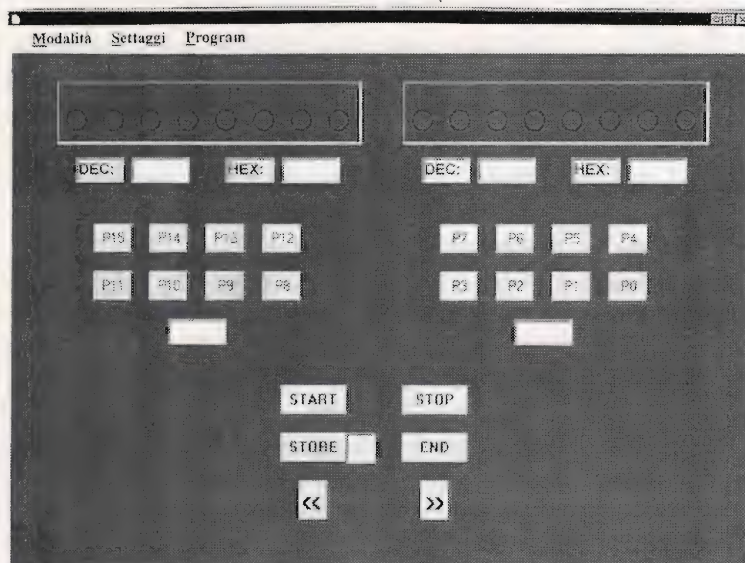 Modalità Settaggi Program
DEC: HEX: DEC: HEX:
P15 P14 P13 P12 P7 P6 P5 P4
P11 P10 P9 P8 P3 P2 P1 P0
START STOP
STORE END
<< >>